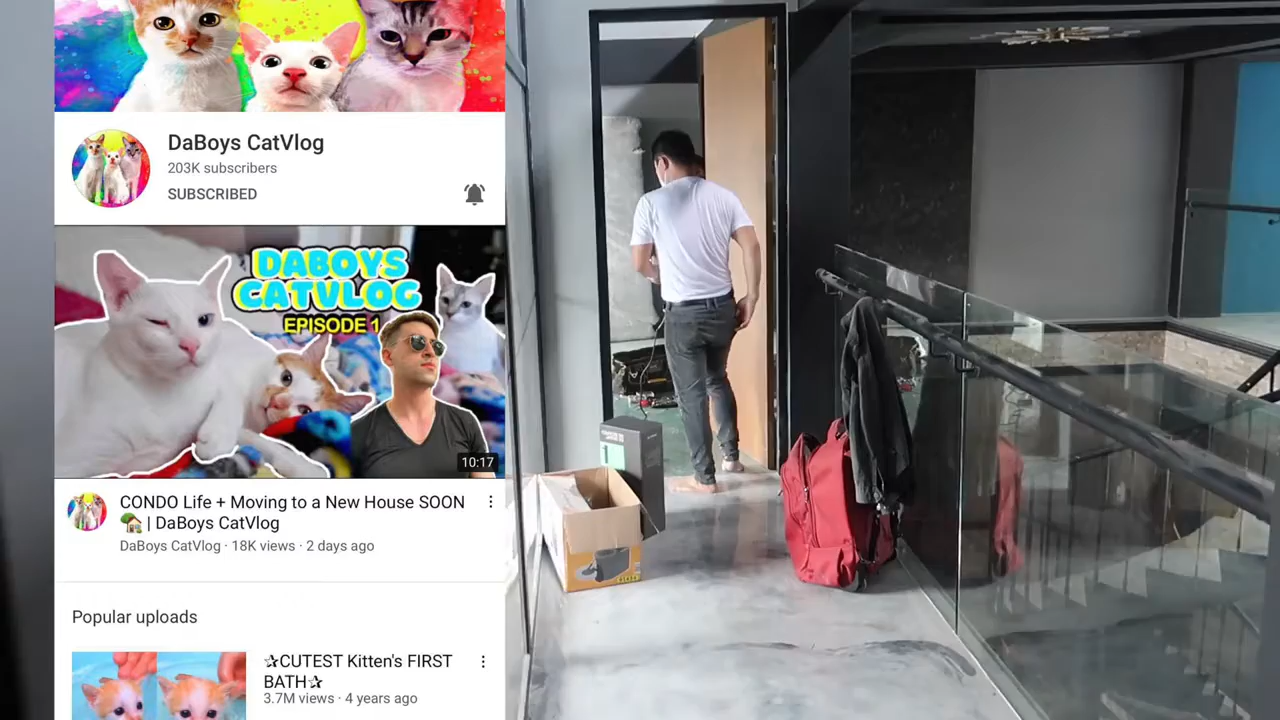 DaBoys CatVlog
203K subscribers
SUBSCRIBED
DABOYS
CATVLOG
EPISODE 1
10:17
CONDO Life + Moving to a New House SOON
🏡 | DaBoys CatVlog
DaBoys CatVlog · 18K views · 2 days ago
Popular uploads
✰CUTEST Kitten's FIRST
BATH✰
3.7M views · 4 years ago